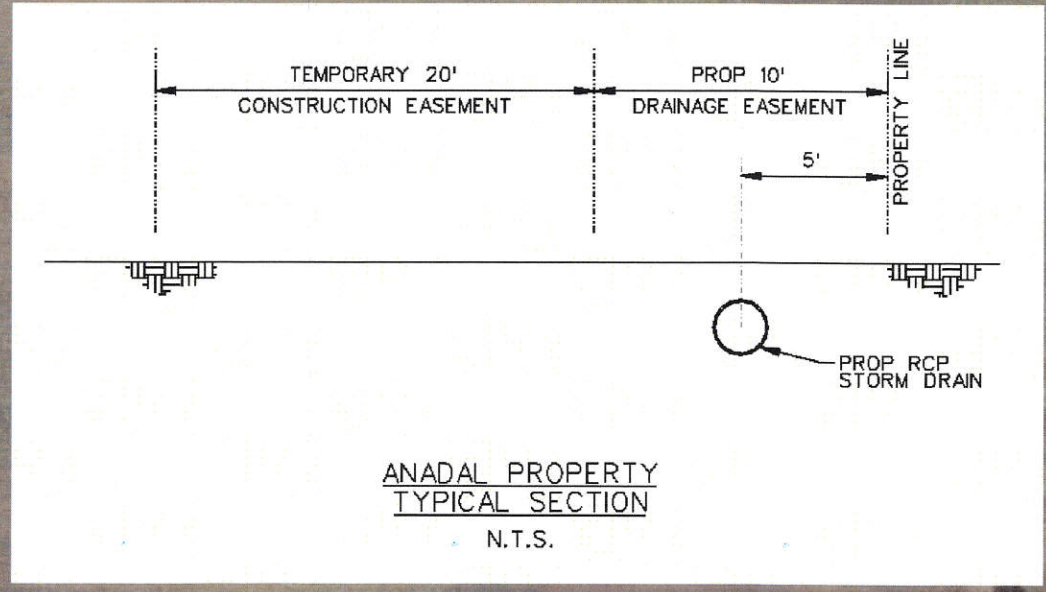 TEMPORARY 20'
CONSTRUCTION EASEMENT
PROP 10'
DRAINAGE EASEMENT
PROPERTY LINE
5'
PROP RCP
STORM DRAIN
ANADAL PROPERTY
TYPICAL SECTION
N.T.S.